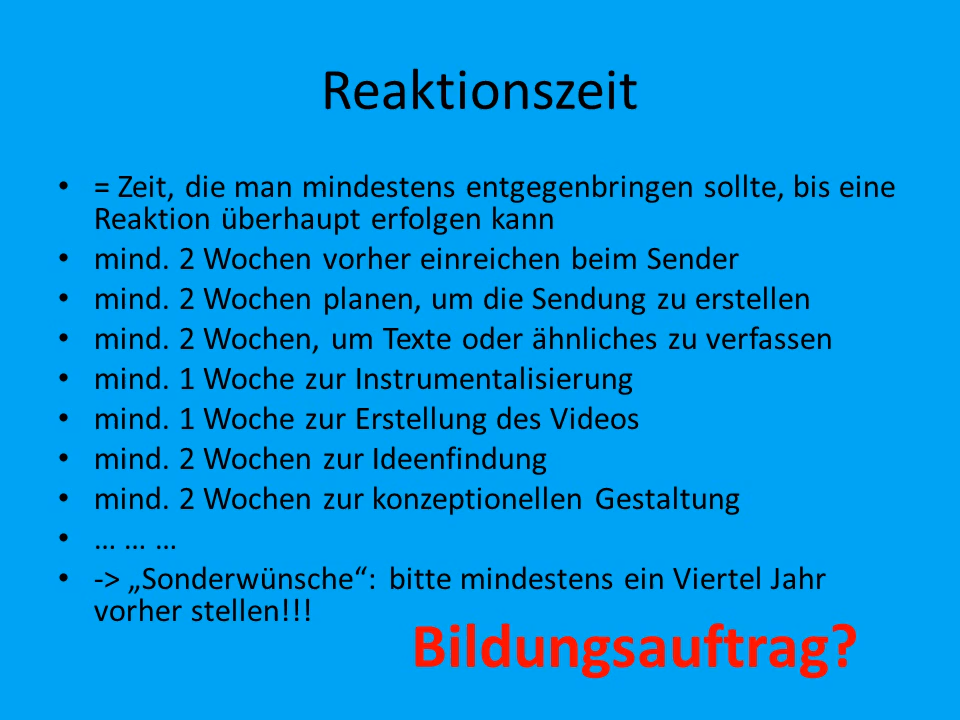 Reaktionszeit
• = Zeit, die man mindestens entgegenbringen sollte, bis eine
Reaktion überhaupt erfolgen kann
• mind. 2 Wochen vorher einreichen beim Sender
• mind. 2 Wochen planen, um die Sendung zu erstellen
• mind. 2 Wochen, um Texte oder ähnliches zu verfassen
• mind. 1 Woche zur Instrumentalisierung
• mind. 1 Woche zur Erstellung des Videos
• mind. 2 Wochen zur Ideenfindung
• mind. 2 Wochen zur konzeptionellen Gestaltung
• … … …
• -> „Sonderwünsche“: bitte mindestens ein Viertel Jahr
vorher stellen!!!
Bildungsauftrag?